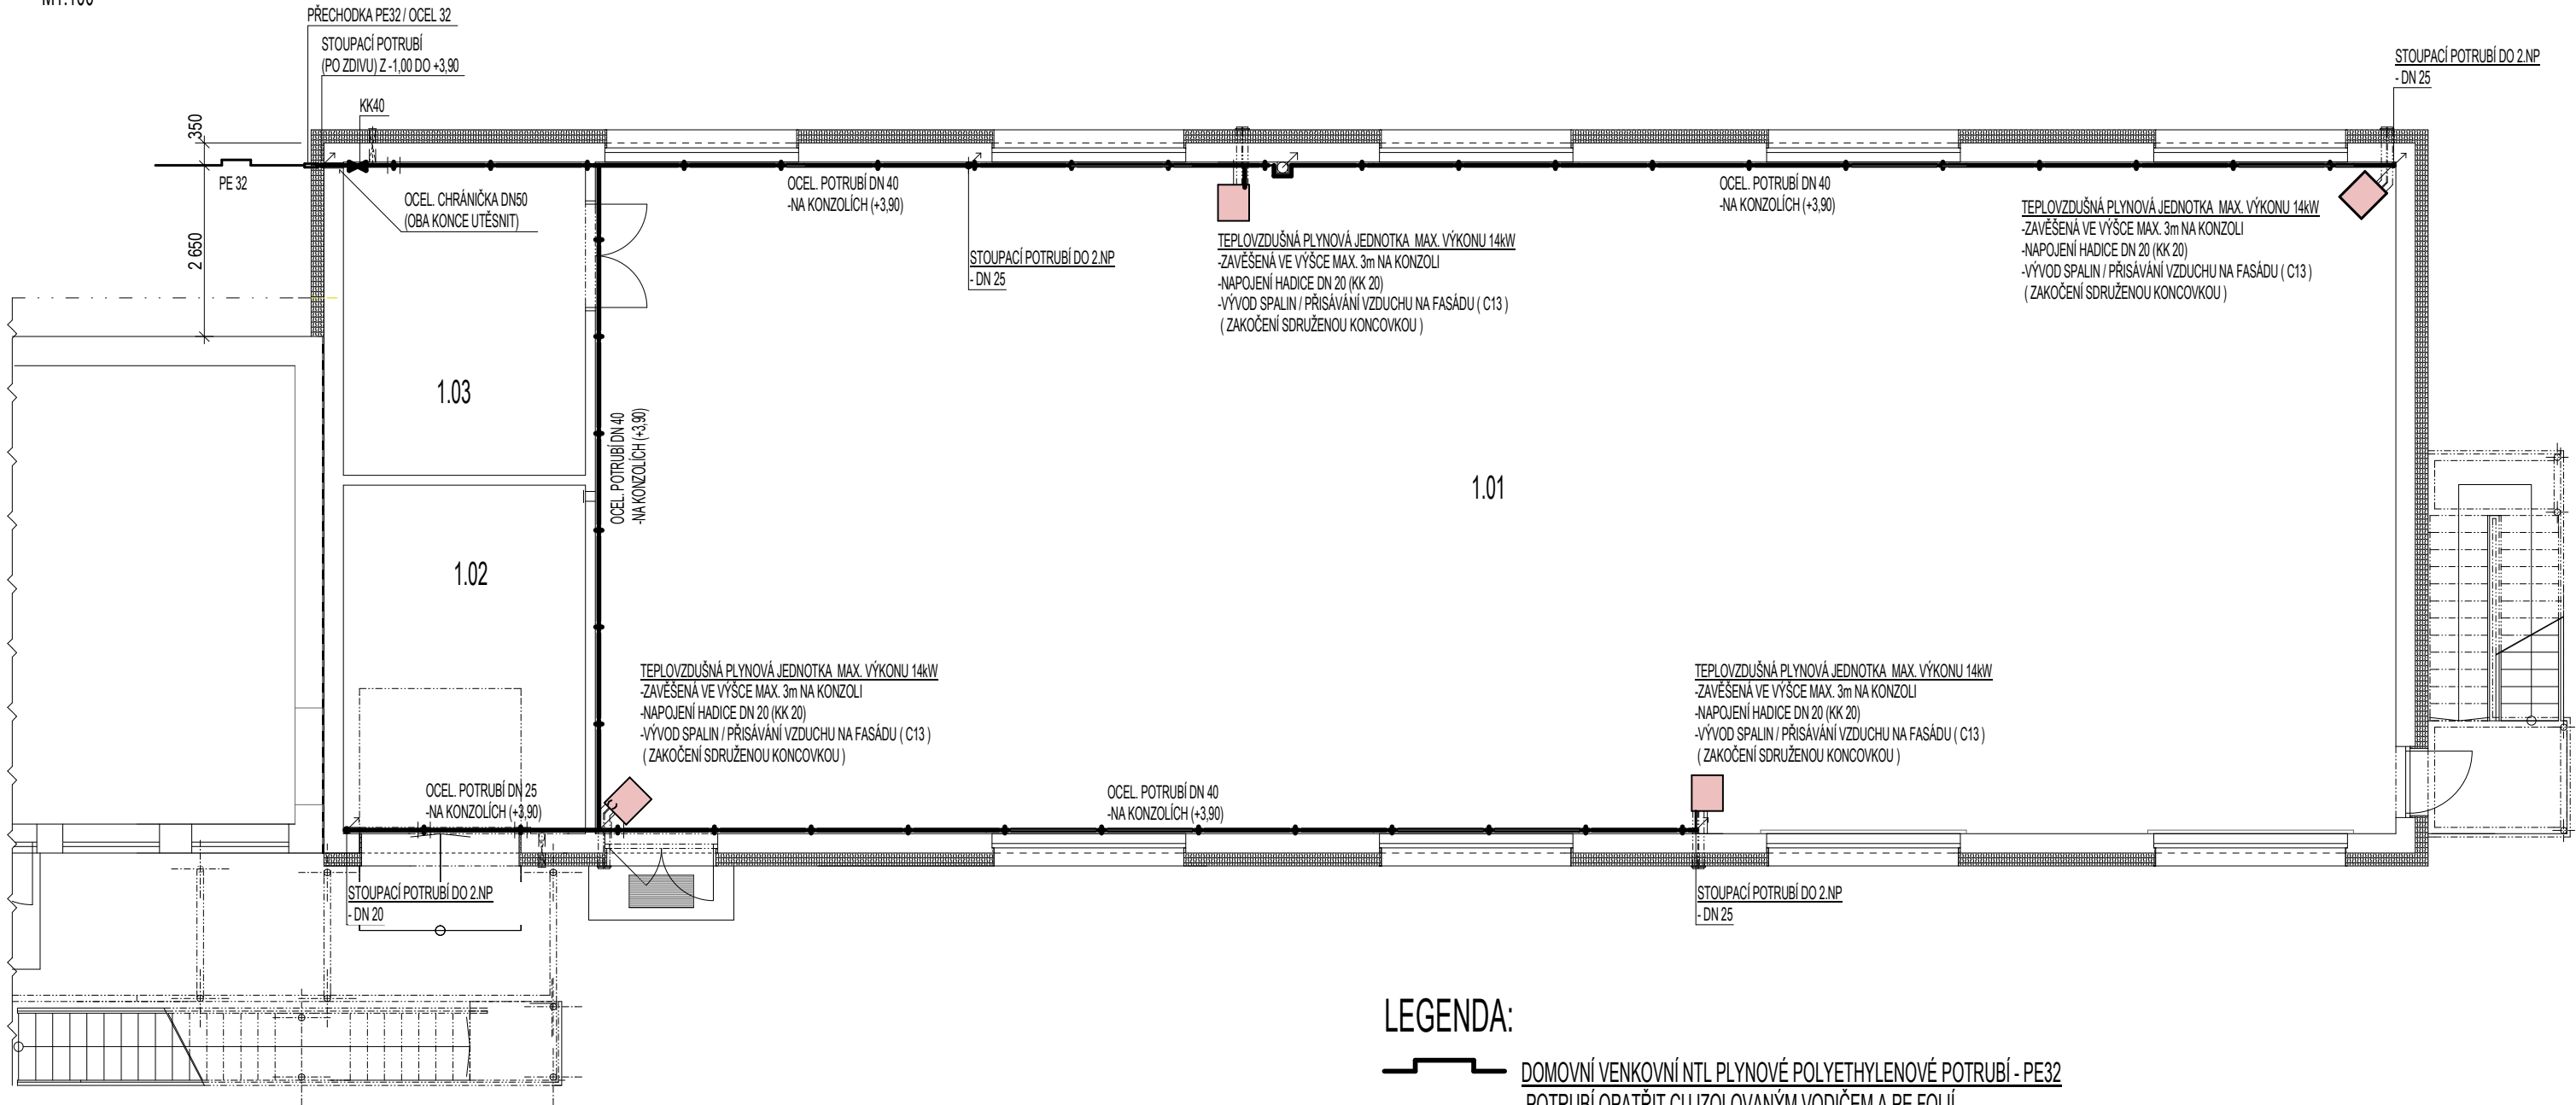 M1:100
PŘECHODKA PE32 / OCEL 32
STOUPACÍ POTRUBÍ
(PO ZDIVU) Z -1,00 DO +3,90
KK40
STOUPACÍ POTRUBÍ DO 2.NP
- DN 25
350
2 650
PE 32
OCEL. CHRÁNIČKA DN50
(OBA KONCE UTĚSNIT)
OCEL. POTRUBÍ DN 40
-NA KONZOLÍCH (+3,90)
STOUPACÍ POTRUBÍ DO 2.NP
- DN 25
TEPLOVZDUŠNÁ PLYNOVÁ JEDNOTKA MAX. VÝKONU 14kW
-ZAVĚŠENÁ VE VÝŠCE MAX. 3m NA KONZOLI
-NAPOJENÍ HADICE DN 20 (KK 20)
-VÝVOD SPALIN / PŘISÁVÁNÍ VZDUCHU NA FASÁDU ( C13 )
( ZAKOČENÍ SDRUŽENOU KONCOVKOU )
OCEL. POTRUBÍ DN 40
-NA KONZOLÍCH (+3,90)
TEPLOVZDUŠNÁ PLYNOVÁ JEDNOTKA MAX. VÝKONU 14kW
-ZAVĚŠENÁ VE VÝŠCE MAX. 3m NA KONZOLI
-NAPOJENÍ HADICE DN 20 (KK 20)
-VÝVOD SPALIN / PŘISÁVÁNÍ VZDUCHU NA FASÁDU ( C13 )
( ZAKOČENÍ SDRUŽENOU KONCOVKOU )
1.03
OCEL. POTRUBÍ DN 40
-NA KONZOLÍCH (+3,90)
1.01
1.02
TEPLOVZDUŠNÁ PLYNOVÁ JEDNOTKA MAX. VÝKONU 14kW
-ZAVĚŠENÁ VE VÝŠCE MAX. 3m NA KONZOLI
-NAPOJENÍ HADICE DN 20 (KK 20)
-VÝVOD SPALIN / PŘISÁVÁNÍ VZDUCHU NA FASÁDU ( C13 )
( ZAKOČENÍ SDRUŽENOU KONCOVKOU )
TEPLOVZDUŠNÁ PLYNOVÁ JEDNOTKA MAX. VÝKONU 14kW
-ZAVĚŠENÁ VE VÝŠCE MAX. 3m NA KONZOLI
-NAPOJENÍ HADICE DN 20 (KK 20)
-VÝVOD SPALIN / PŘISÁVÁNÍ VZDUCHU NA FASÁDU ( C13 )
( ZAKOČENÍ SDRUŽENOU KONCOVKOU )
OCEL. POTRUBÍ DN 25
-NA KONZOLÍCH (+3,90)
OCEL. POTRUBÍ DN 40
-NA KONZOLÍCH (+3,90)
STOUPACÍ POTRUBÍ DO 2.NP
- DN 20
STOUPACÍ POTRUBÍ DO 2.NP
- DN 25
LEGENDA:
DOMOVNÍ VENKOVNÍ NTL PLYNOVÉ POLYETHYLENOVÉ POTRUBÍ - PE32
POTRUBÍ OPATŘIT CU IZOLOVANÝM VODIČEM A PE FOLIÍ